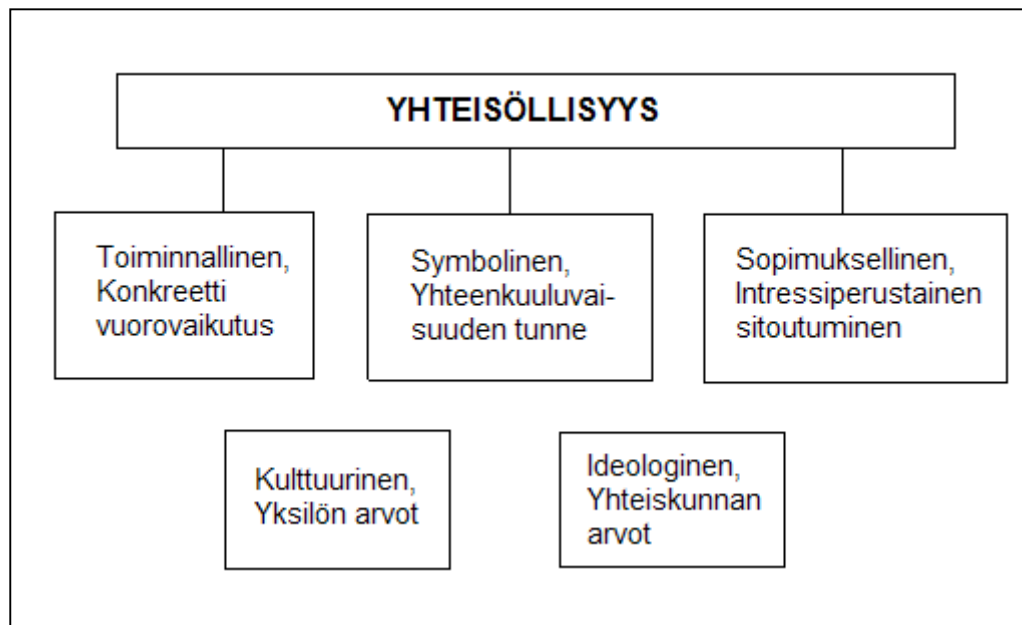 YHTEISÖLLISYYS
Toiminnallinen,
Konkreetti
vuorovaikutus
Symbolinen,
Yhteenkuuluvai-
suuden tunne
Sopimuksellinen,
Intressiperustainen
sitoutuminen
Kulttuurinen,
Yksilön arvot
Ideologinen,
Yhteiskunnan
arvot